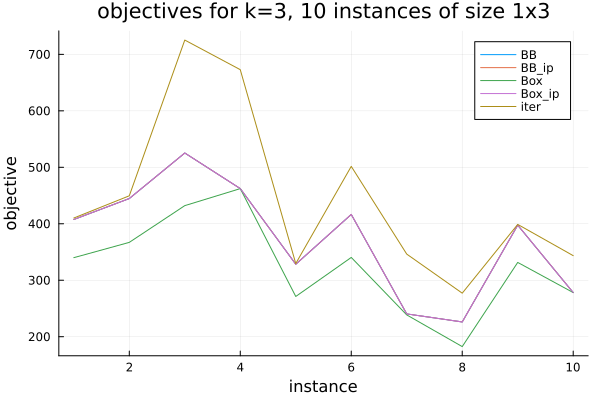 objectives for k=3, 10 instances of size 1x3
700
600
500
400
300
200
objective
2
4
6
8
10
instance
BB
BB_ip
Box
Box_ip
iter